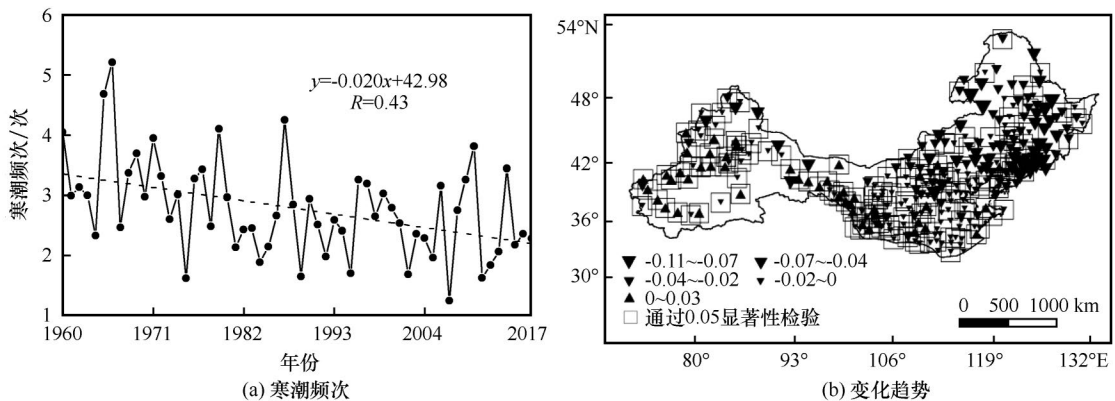 6
5
4
3
2
1
寒潮频次/次
y=-0.020x+42.98
R=0.43
1960 1971 1982 1993 2004 2017
年份
(a) 寒潮频次
54°N
48°
42°
36°
30°
-0.11~-0.07 -0.07~-0.04
-0.04~-0.02 -0.02~0
0~0.03
通过0.05显著性检验
0 500 1000 km
80° 93° 106° 119° 132°E
(b) 变化趋势